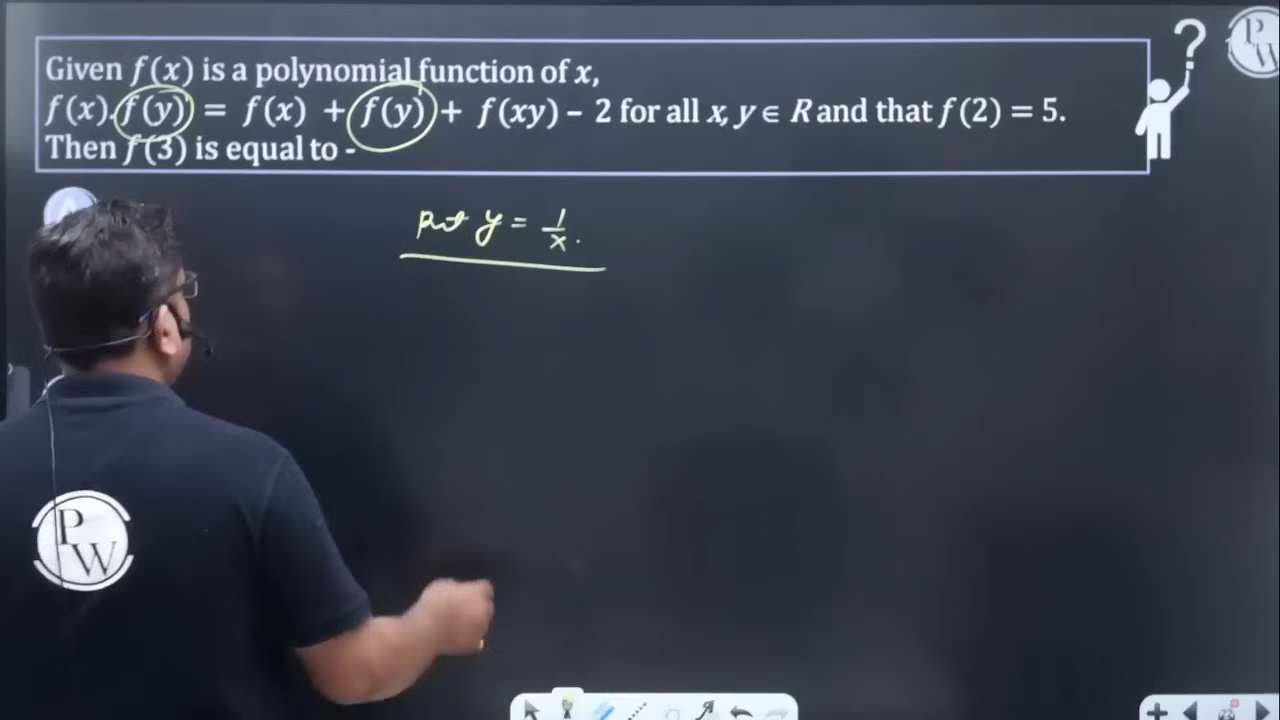 Given f(x) is a polynomial function of x,
f(x).f(y) = f(x) + f(y) + f(xy) – 2 for all x, y ∈ R and that f(2) = 5.
Then f(3) is equal to -
Put y = 1/x.
PW
PW